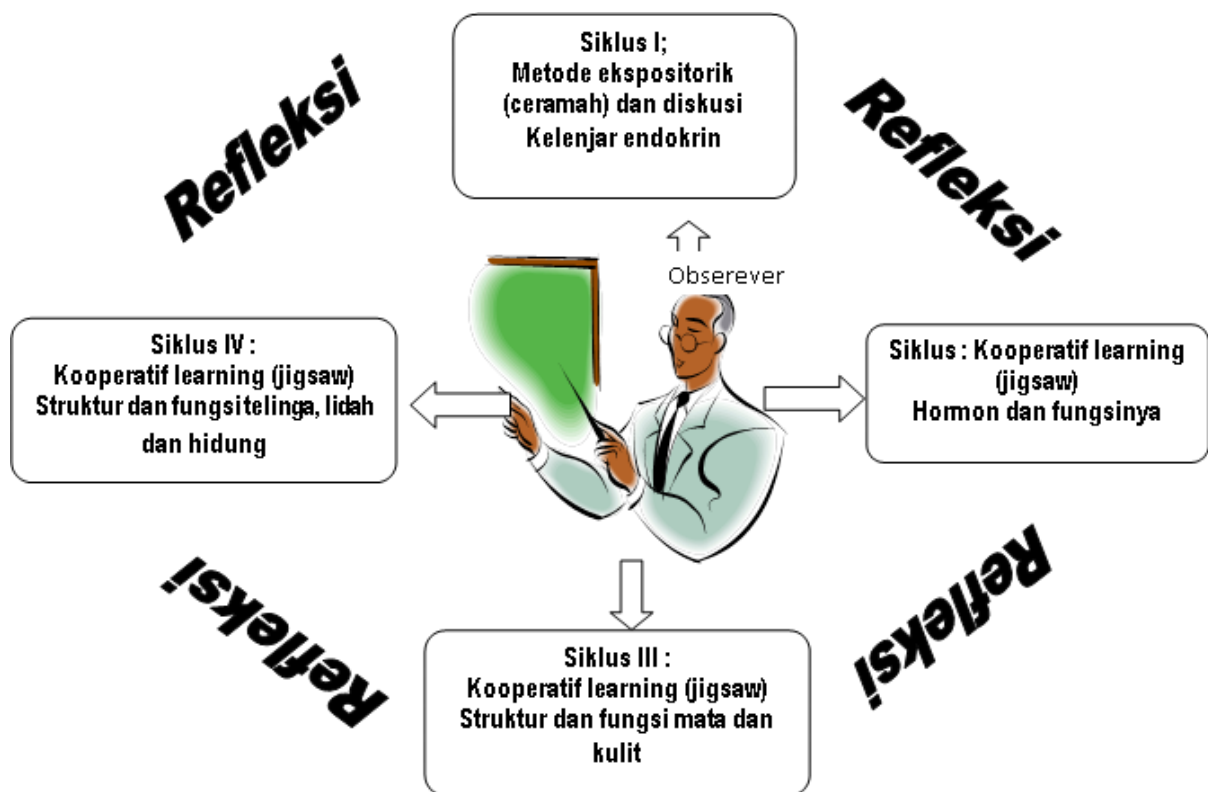 Siklus I;
Metode ekspositorik
(ceramah) dan diskusi
Kelenjar endokrin
Refleksi
Refleksi
Obserever
Siklus IV :
Kooperatif learning (jigsaw)
Struktur dan fungsitelinga, lidah
dan hidung
Siklus : Kooperatif learning
(jigsaw)
Hormon dan fungsinya
Refleksi
Refleksi
Siklus III :
Kooperatif learning (jigsaw)
Struktur dan fungsi mata dan
kulit